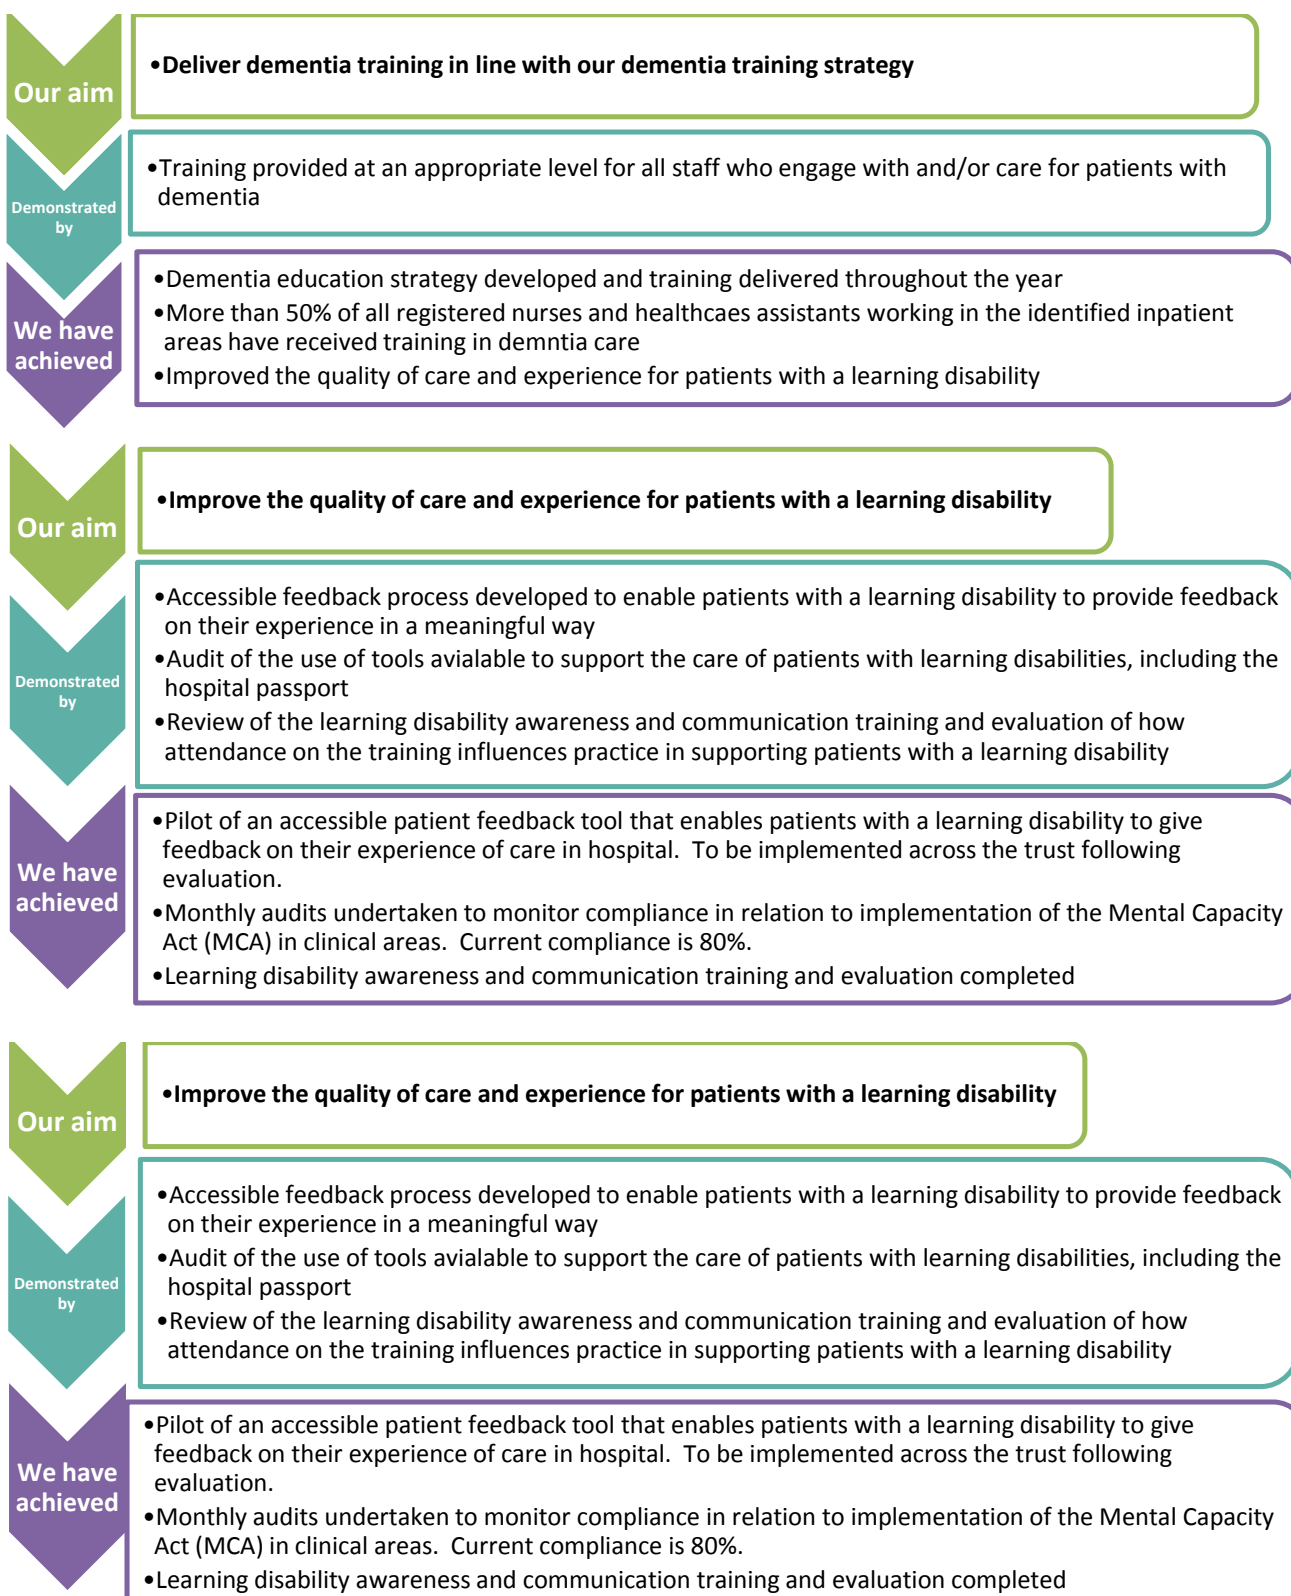 Our aim
•Deliver dementia training in line with our dementia training strategy
Demonstrated
by
•Training provided at an appropriate level for all staff who engage with and/or care for patients with
dementia
We have
achieved
•Dementia education strategy developed and training delivered throughout the year
•More than 50% of all registered nurses and healthcaes assistants working in the identified inpatient
areas have received training in demntia care
•Improved the quality of care and experience for patients with a learning disability
Our aim
•Improve the quality of care and experience for patients with a learning disability
Demonstrated
by
•Accessible feedback process developed to enable patients with a learning disability to provide feedback
on their experience in a meaningful way
•Audit of the use of tools avialable to support the care of patients with learning disabilities, including the
hospital passport
•Review of the learning disability awareness and communication training and evaluation of how
attendance on the training influences practice in supporting patients with a learning disability
We have
achieved
•Pilot of an accessible patient feedback tool that enables patients with a learning disability to give
feedback on their experience of care in hospital.  To be implemented across the trust following
evaluation.
•Monthly audits undertaken to monitor compliance in relation to implementation of the Mental Capacity
Act (MCA) in clinical areas.  Current compliance is 80%.
•Learning disability awareness and communication training and evaluation completed
Our aim
•Improve the quality of care and experience for patients with a learning disability
Demonstrated
by
•Accessible feedback process developed to enable patients with a learning disability to provide feedback
on their experience in a meaningful way
•Audit of the use of tools avialable to support the care of patients with learning disabilities, including the
hospital passport
•Review of the learning disability awareness and communication training and evaluation of how
attendance on the training influences practice in supporting patients with a learning disability
We have
achieved
•Pilot of an accessible patient feedback tool that enables patients with a learning disability to give
feedback on their experience of care in hospital.  To be implemented across the trust following
evaluation.
•Monthly audits undertaken to monitor compliance in relation to implementation of the Mental Capacity
Act (MCA) in clinical areas.  Current compliance is 80%.
•Learning disability awareness and communication training and evaluation completed